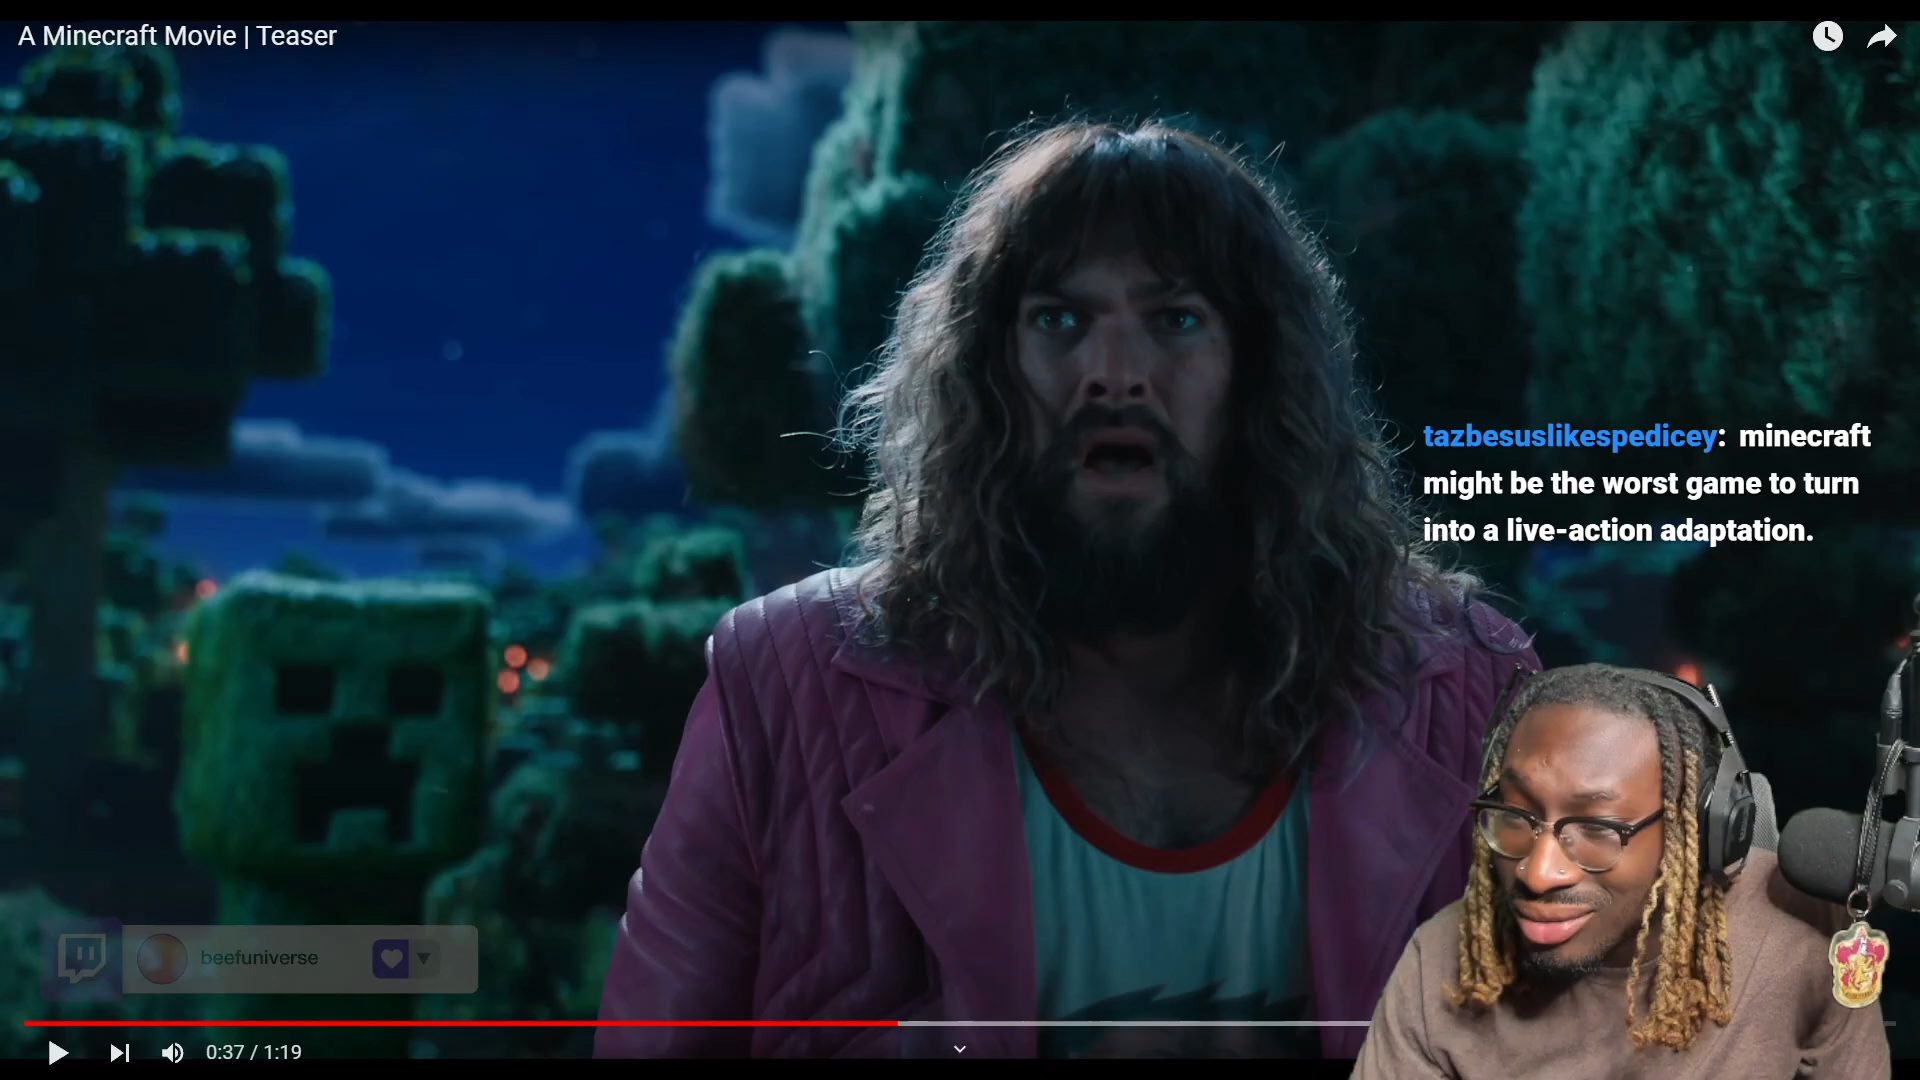 A Minecraft Movie | Teaser
tazbesuslikespedicey: minecraft
might be the worst game to turn
into a live-action adaptation.
beefuniverse
0:37 / 1:19